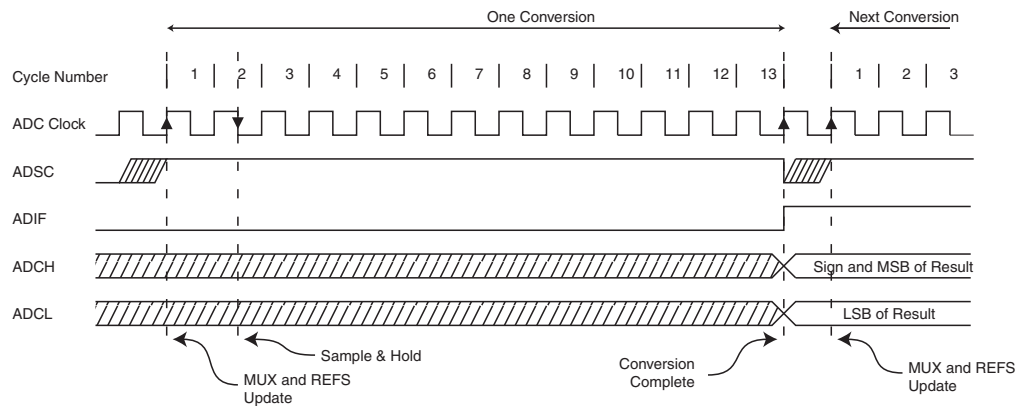 One Conversion
Next Conversion
Cycle Number
1 2 3 4 5 6 7 8 9 10 11 12 13 1 2 3
ADC Clock
ADSC
ADIF
ADCH
Sign and MSB of Result
ADCL
LSB of Result
Sample & Hold
MUX and REFS
Update
Conversion
Complete
MUX and REFS
Update